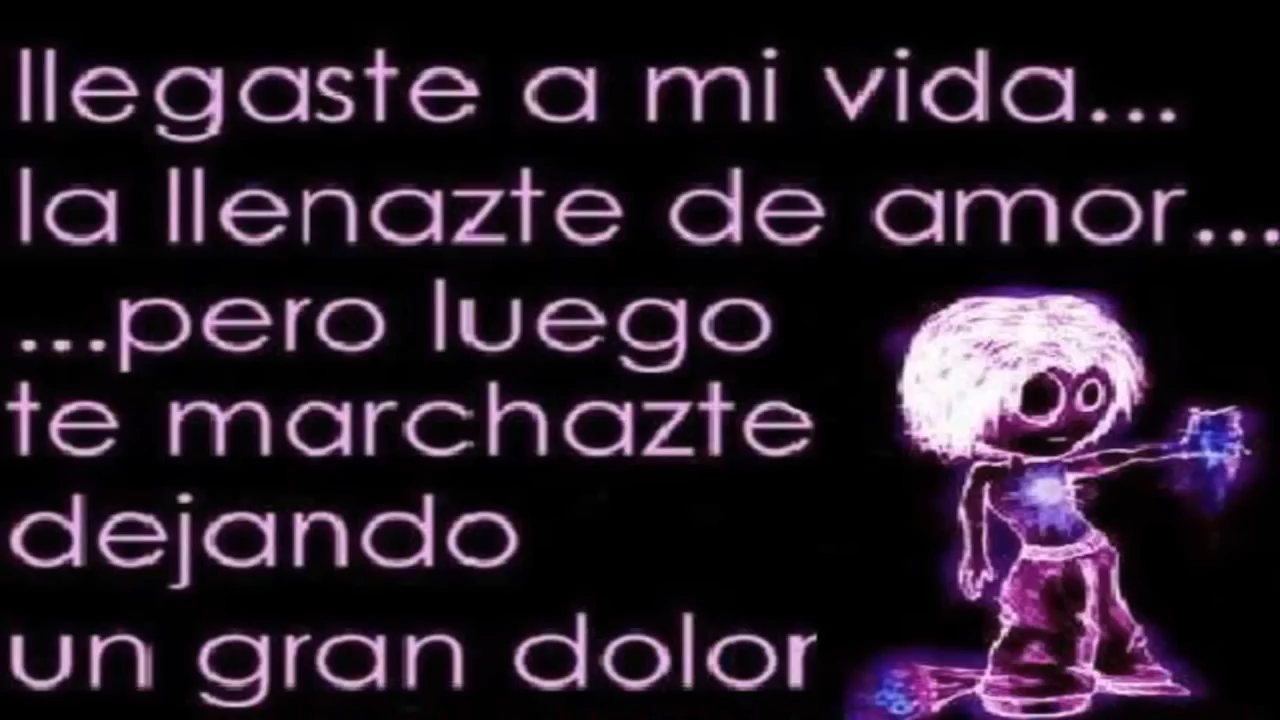 llegaste a mi vida...
la llenazte de amor...
...pero luego
te marchazte
dejando
un gran dolor